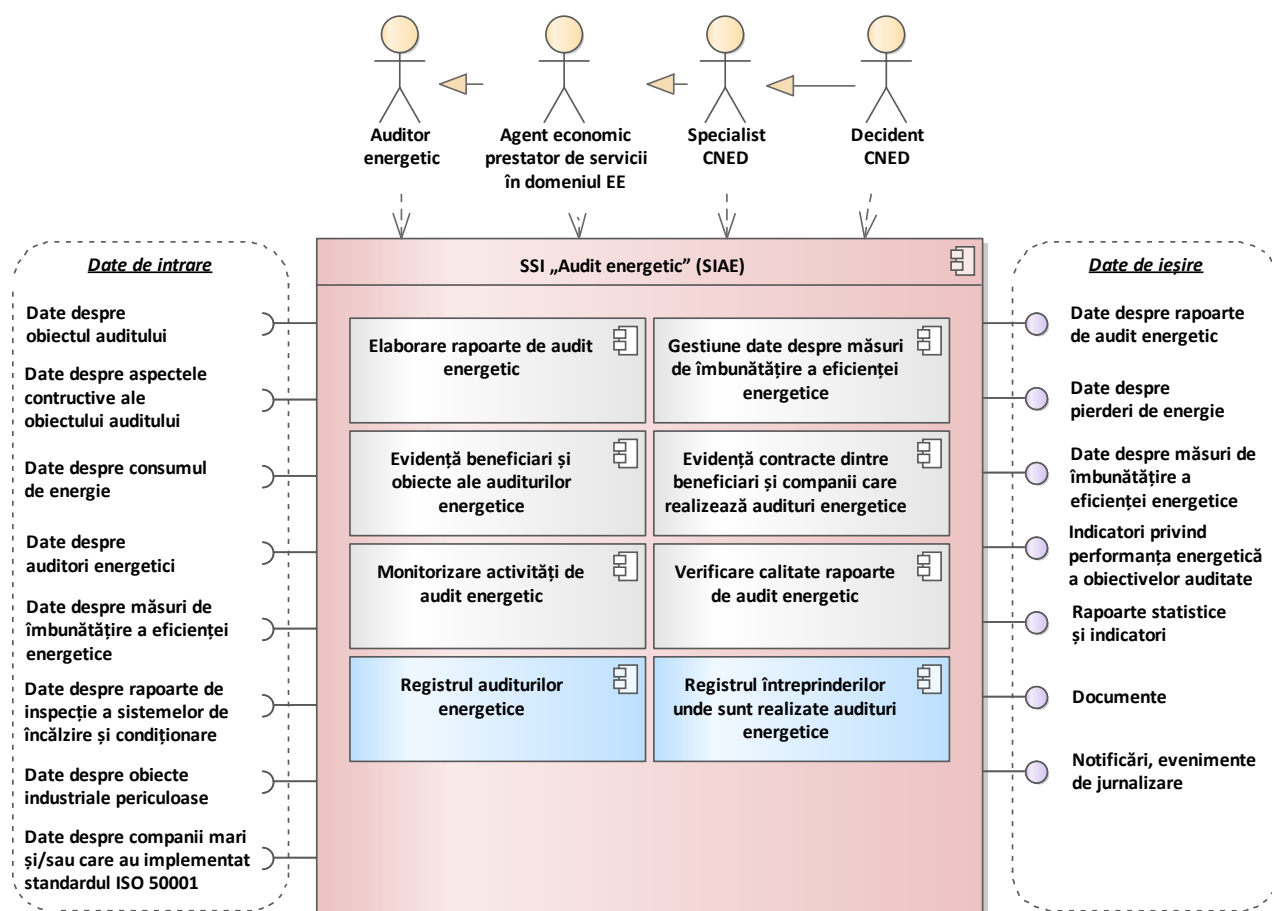 Auditor
energetic
Agent economic
prestator de servicii
în domeniul EE
Specialist
CNED
Decident
CNED
Date de intrare
Date despre
obiectul auditului
Date despre aspectele
contructive ale
obiectului auditului
Date despre consumul
de energie
Date despre
auditori energetici
Date despre măsuri de
îmbunătățire a eficienței
energetice
Date despre rapoarte de
inspecție a sistemelor de
încălzire și condiționare
Date despre obiecte
industriale periculoase
Date despre companii mari
și/sau care au implementat
standardul ISO 50001
SSI „Audit energetic” (SIAE)
Elaborare rapoarte de audit
energetic
Gestiune date despre măsuri
de îmbunătățire a eficienței
energetice
Evidență beneficiari și
obiecte ale auditurilor
energetice
Evidență contracte dintre
beneficiari și companii care
realizează audituri energetice
Monitorizare activități de
audit energetic
Verificare calitate rapoarte
de audit energetic
Registrul auditurilor
energetice
Registrul întreprinderilor
unde sunt realizate audituri
energetice
Date de ieșire
Date despre rapoarte
de audit energetic
Date despre
pierderi de energie
Date despre măsuri de
îmbunătățire a
eficienței energetice
Indicatori privind
performanța energetică
a obiectivelor auditate
Rapoarte statistice
și indicatori
Documente
Notificări, evenimente
de jurnalizare